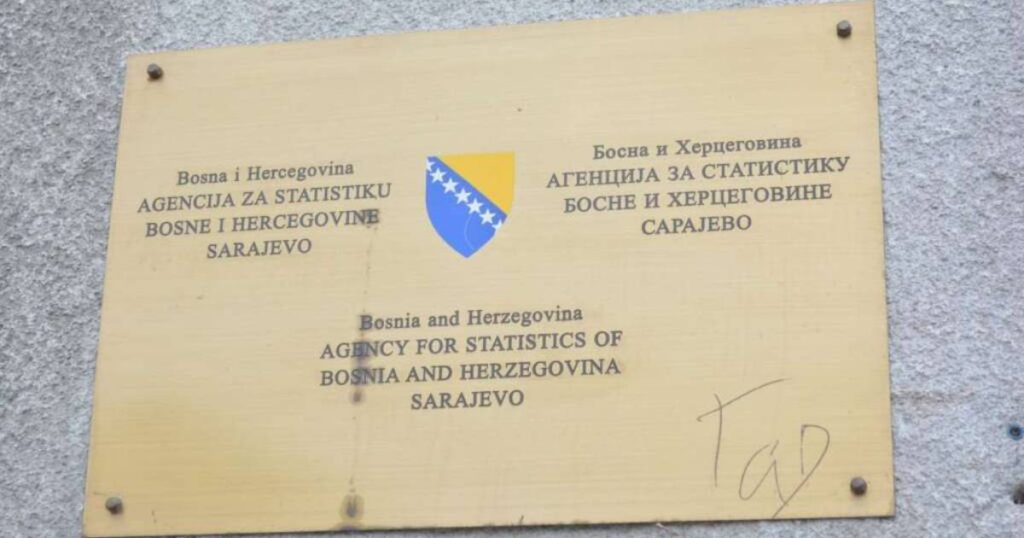 Bosna i Hercegovina
AGENCIJA ZA STATISTIKU
BOSNE I HERCEGOVINE
SARAJEVO
Босна и Херцеговина
АГЕНЦИЈА ЗА СТАТИСТИКУ
БОСНЕ И ХЕРЦЕГОВИНЕ
САРАЈЕВО
Bosnia and Herzegovina
AGENCY FOR STATISTICS OF
BOSNIA AND HERZEGOVINA
SARAJEVO